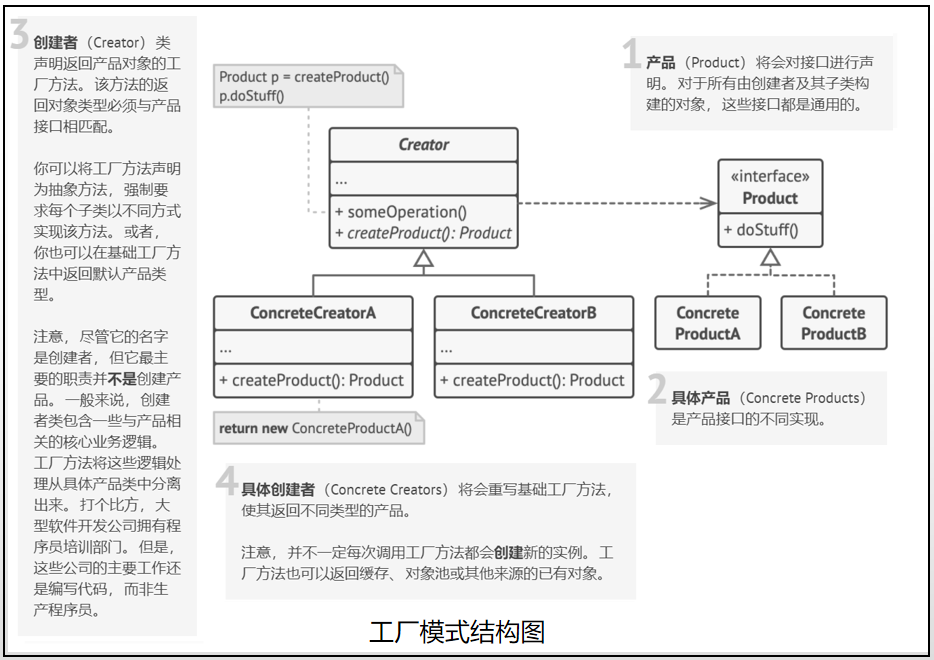 3
创建者（Creator）类
声明返回产品对象的工
厂方法。该方法的返
回对象类型必须与产品
接口相匹配。
你可以将工厂方法声明
为抽象方法，强制要
求每个子类以不同方式
实现该方法。或者，
你也可以在基础工厂方
法中返回默认产品类
型。
注意，尽管它的名字
是创建者，但它最主
要的职责并不是创建产
品。一般来说，创建
者类包含一些与产品相
关的核心业务逻辑。
工厂方法将这些逻辑处
理从具体产品类中分离
出来。打个比方，大
型软件开发公司拥有程
序员培训部门。但是，
这些公司的主要工作还
是编写代码，而非生
产程序员。
Product p = createProduct()
p.doStuff()
Creator
...
+ someOperation()
+ createProduct(): Product
1
产品（Product）将会对接口进行声
明。对于所有由创建者及其子类构
建的对象，这些接口都是通用的。
«interface»
Product
+ doStuff()
ConcreteCreatorA
...
+ createProduct(): Product
ConcreteCreatorB
...
+ createProduct(): Product
Concrete
ProductA
Concrete
ProductB
return new ConcreteProductA()
2
具体产品（Concrete Products）
是产品接口的不同实现。
4
具体创建者（Concrete Creators）将会重写基础工厂方法，
使其返回不同类型的产品。
注意，并不一定每次调用工厂方法都会创建新的实例。工
厂方法也可以返回缓存、对象池或其他来源的已有对象。
工厂模式结构图